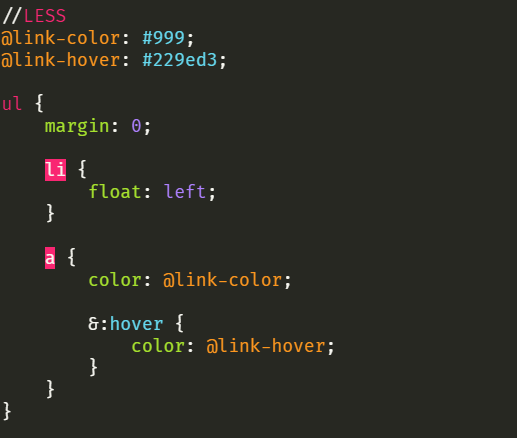 //LESS
@link-color: #999;
@link-hover: #229ed3;

ul {
    margin: 0;

    li {
        float: left;
    }

    a {
        color: @link-color;

        &:hover {
            color: @link-hover;
        }
    }
}